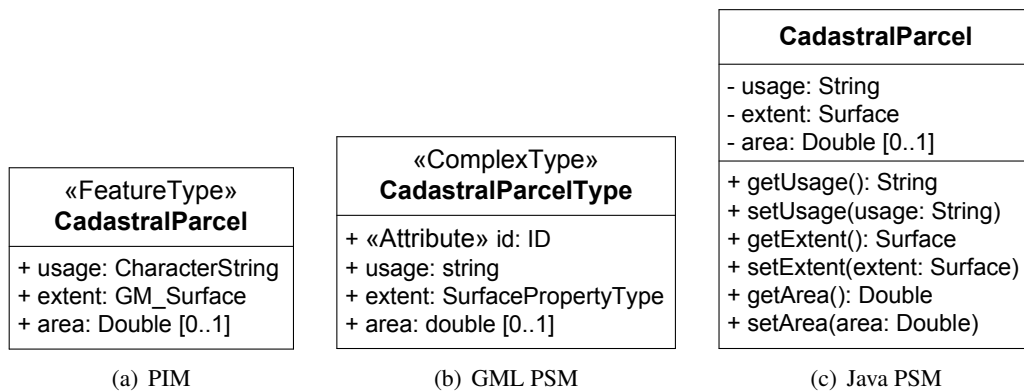 «FeatureType»
CadastralParcel
+ usage: CharacterString
+ extent: GM_Surface
+ area: Double [0..1]
(a) PIM
«ComplexType»
CadastralParcelType
+ «Attribute» id: ID
+ usage: string
+ extent: SurfacePropertyType
+ area: double [0..1]
(b) GML PSM
CadastralParcel
- usage: String
- extent: Surface
- area: Double [0..1]
+ getUsage(): String
+ setUsage(usage: String)
+ getExtent(): Surface
+ setExtent(extent: Surface)
+ getArea(): Double
+ setArea(area: Double)
(c) Java PSM